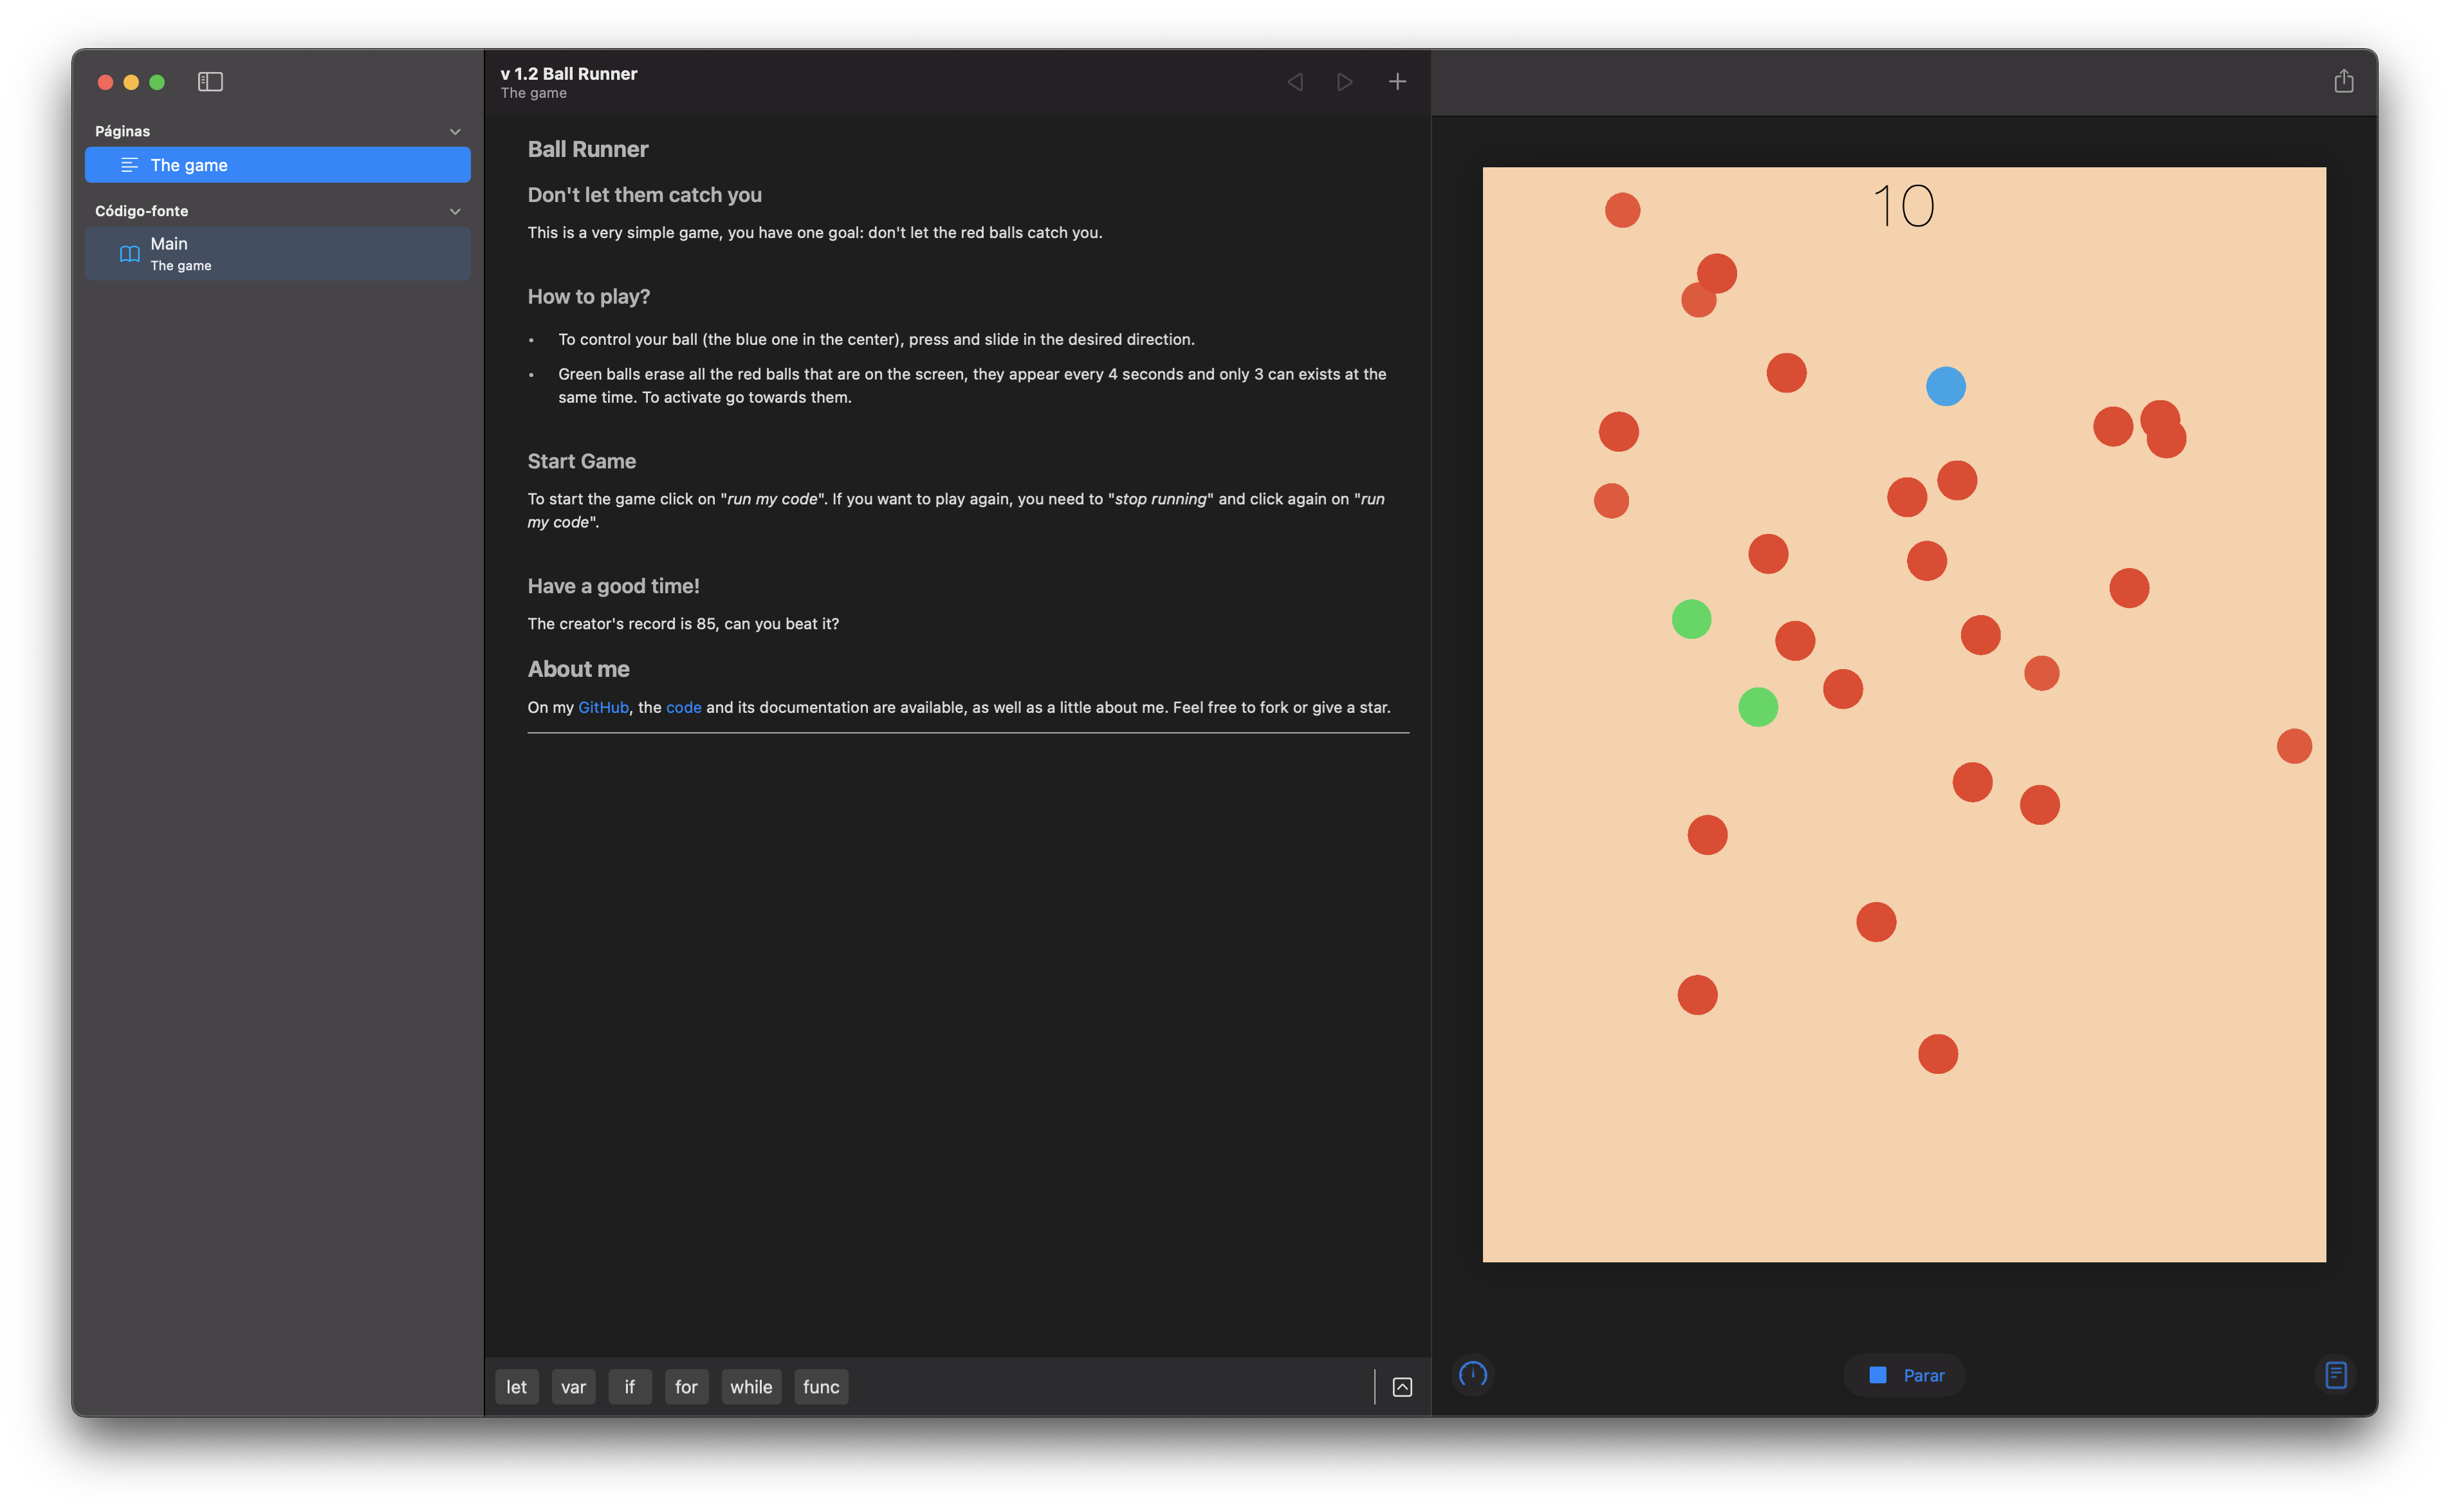 v 1.2 Ball Runner
The game
Páginas
The game
Código-fonte
Main
The game
Ball Runner
Don't let them catch you
This is a very simple game, you have one goal: don't let the red balls catch you.
How to play?
• To control your ball (the blue one in the center), press and slide in the desired direction.
• Green balls erase all the red balls that are on the screen, they appear every 4 seconds and only 3 can exists at the
same time. To activate go towards them.
Start Game
To start the game click on "run my code". If you want to play again, you need to "stop running" and click again on "run
my code".
Have a good time!
The creator's record is 85, can you beat it?
About me
On my GitHub, the code and its documentation are available, as well as a little about me. Feel free to fork or give a star.
let var if for while func
10
Parar